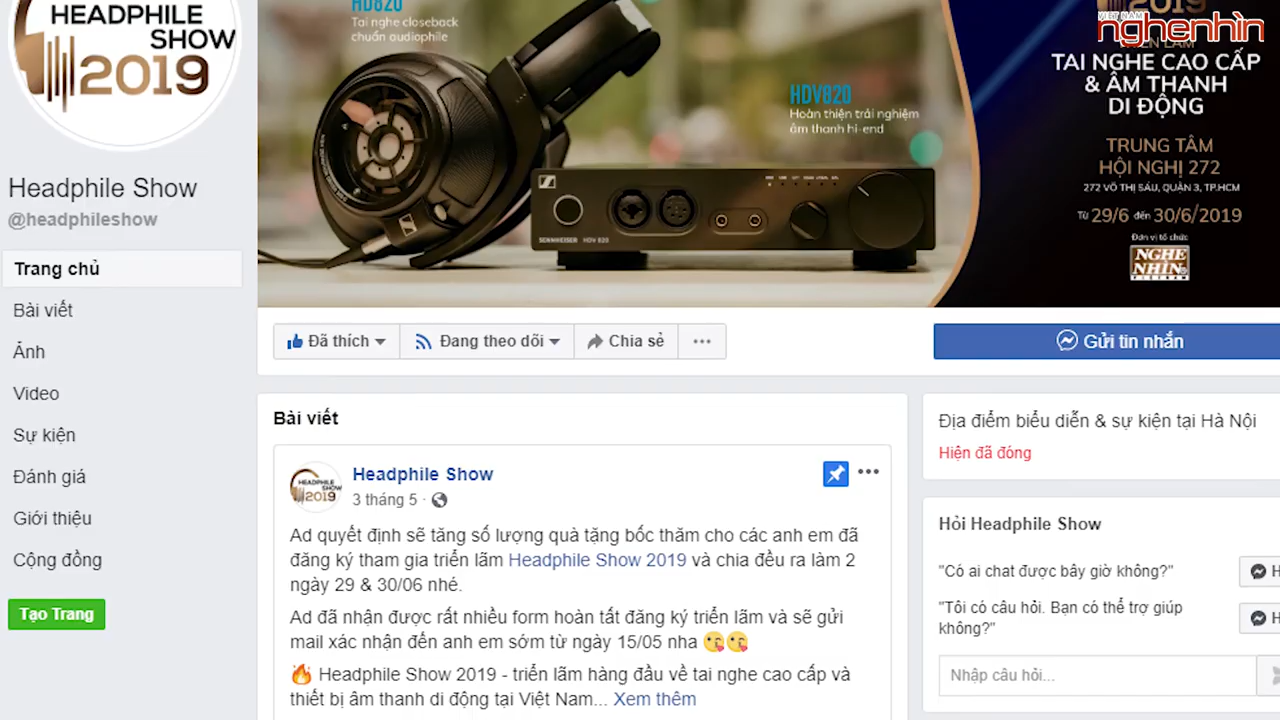 HEADPHILE
SHOW
2019
Headphile Show
@headphileshow
Trang chủ
Bài viết
Ảnh
Video
Sự kiện
Đánh giá
Giới thiệu
Cộng đồng
Tạo Trang
HD820
Tai nghe closeback
chuẩn audiophile
HDV820
Hoàn thiện trải nghiệm
âm thanh hi-end
SENNHEISER HDV 820
2019
VIỆT NAM
nghenhìn
TAI NGHE CAO CẤP
& ÂM THANH
DI ĐỘNG
TRUNG TÂM
HỘI NGHỊ 272
272 VÕ THỊ SÁU, QUẬN 3, TP.HCM
Từ 29/6 đến 30/6/2019
Đơn vị tổ chức:
NGHE
NHÌN
Đã thích
Đang theo dõi
Chia sẻ
Gửi tin nhắn
Bài viết
Headphile Show
3 tháng 5 ·
HEADPHILE
SHOW
2019
Ad quyết định sẽ tăng số lượng quà tặng bốc thăm cho các anh em đã
đăng ký tham gia triển lãm Headphile Show 2019 và chia đều ra làm 2
ngày 29 & 30/06 nhé.
Ad đã nhận được rất nhiều form hoàn tất đăng ký triển lãm và sẽ gửi
mail xác nhận đến anh em sớm từ ngày 15/05 nha 😘😘
🔥 Headphile Show 2019 - triển lãm hàng đầu về tai nghe cao cấp và
thiết bị âm thanh di động tại Việt Nam... Xem thêm
Địa điểm biểu diễn & sự kiện tại Hà Nội
Hiện đã đóng
Hỏi Headphile Show
"Có ai chat được bây giờ không?"
H
"Tôi có câu hỏi. Bạn có thể trợ giúp
không?"
H
Nhập câu hỏi...